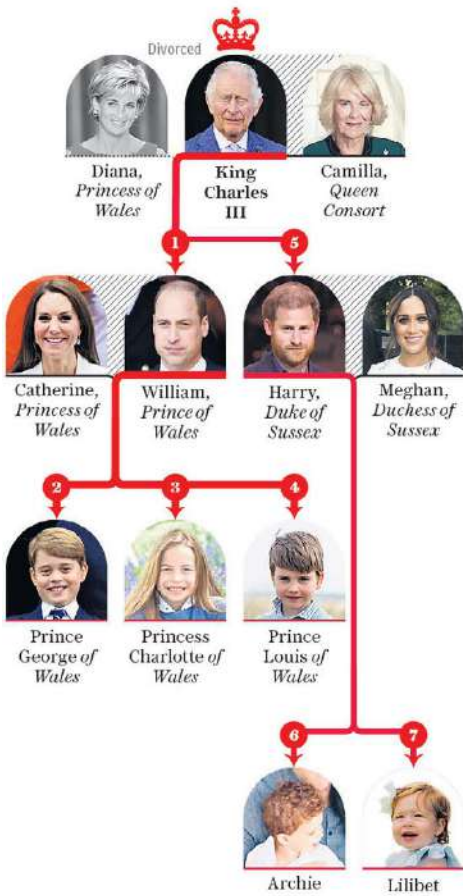 Divorced
Diana,
Princess of
Wales
King
Charles
III
Camilla,
Queen
Consort
1
5
Catherine,
Princess of
Wales
William,
Prince of
Wales
Harry,
Duke of
Sussex
Meghan,
Duchess of
Sussex
2
3
4
Prince
George of
Wales
Princess
Charlotte of
Wales
Prince
Louis of
Wales
6
7
Archie
Lilibet